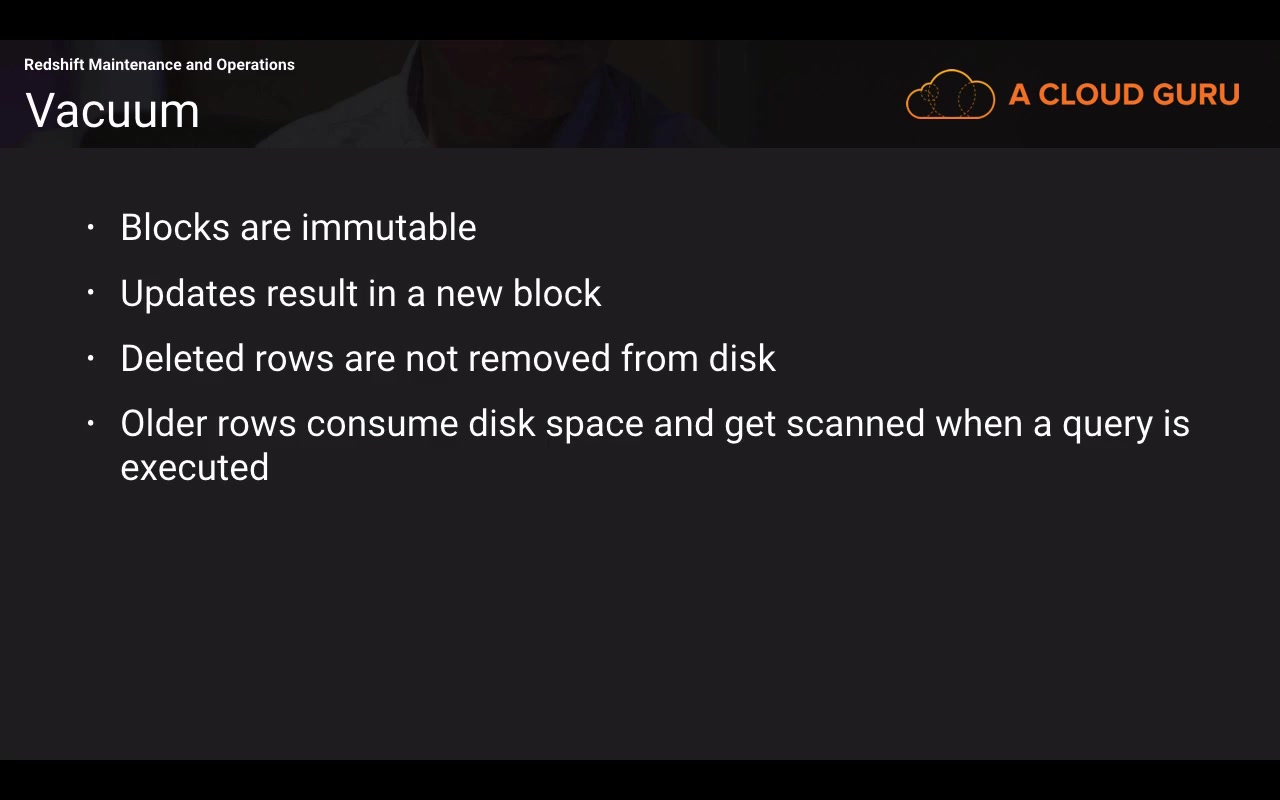 Redshift Maintenance and Operations
Vacuum
A CLOUD GURU
• Blocks are immutable
• Updates result in a new block
• Deleted rows are not removed from disk
• Older rows consume disk space and get scanned when a query is
executed